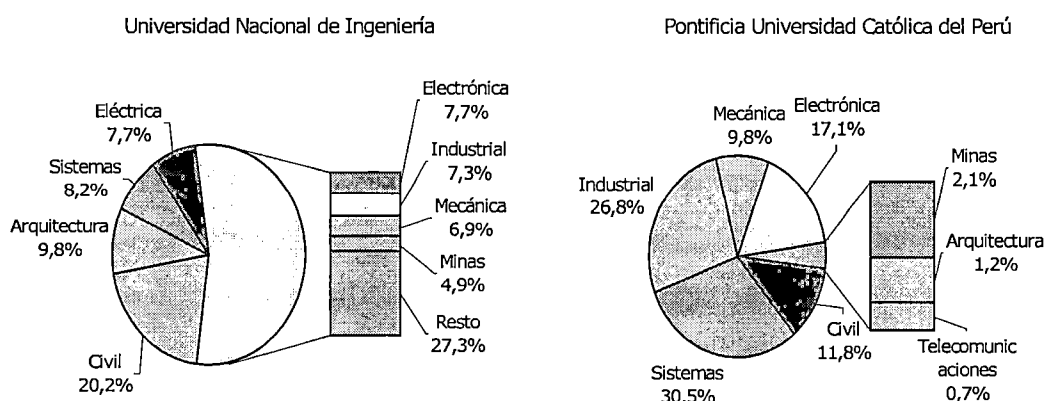 Universidad Nacional de Ingeniería
Eléctrica
7,7%
Sistemas
8,2%
Arquitectura
9,8%
Civil
20,2%
Electrónica
7,7%
Industrial
7,3%
Mecánica
6,9%
Minas
4,9%
Resto
27,3%
Pontificia Universidad Católica del Perú
Mecánica
9,8%
Electrónica
17,1%
Industrial
26,8%
Sistemas
30,5%
Civil
11,8%
Minas
2,1%
Arquitectura
1,2%
Telecomunic
aciones
0,7%